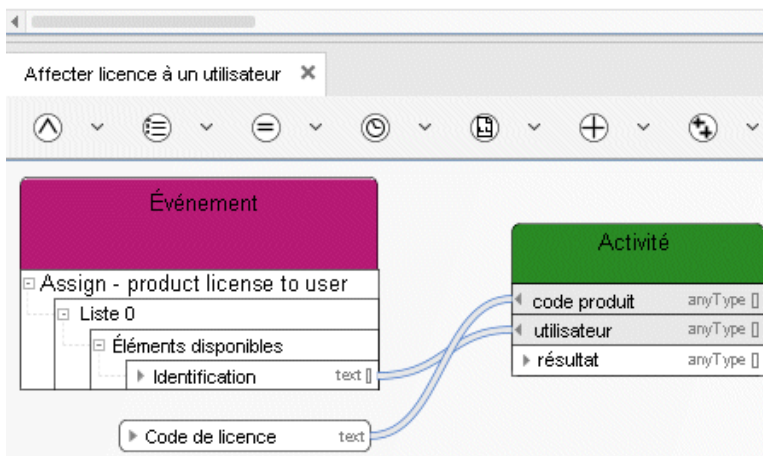 Affecter licence à un utilisateur
Événement
Assign - product license to user
Liste 0
Éléments disponibles
Identification text []
Code de licence text
Activité
code produit anyType []
utilisateur anyType []
résultat anyType []